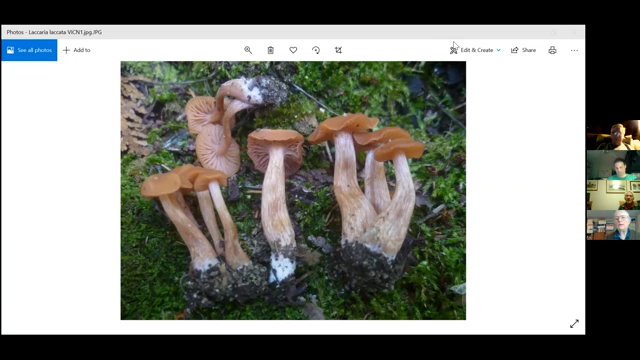 Photos - Laccaria laccata VICN1.jpg.JPG
See all photos
Add to
Edit & Create
Share